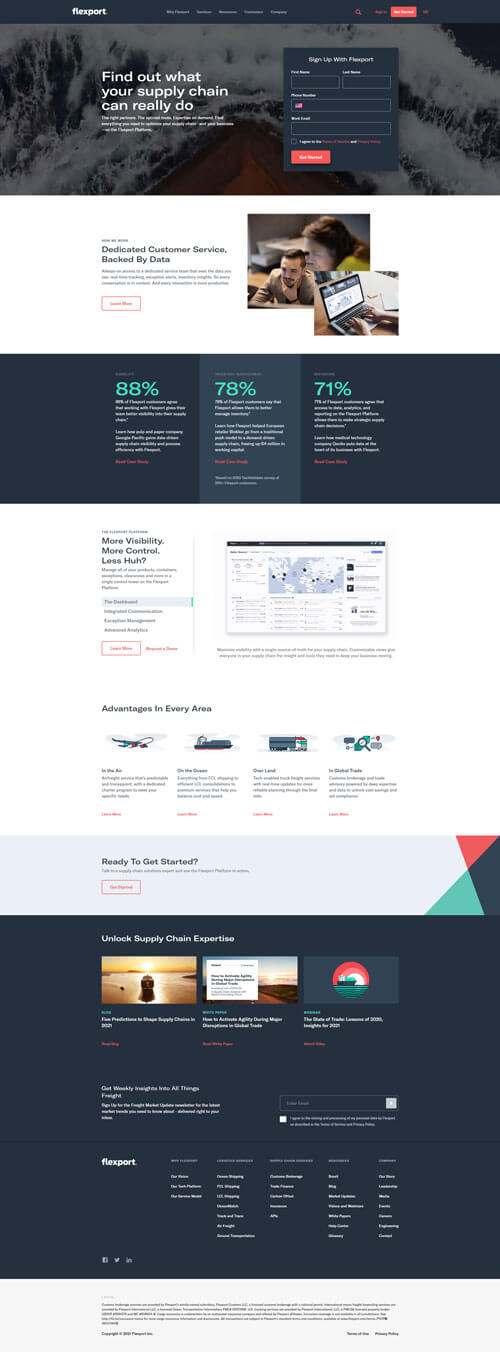 flexport.
Why Flexport Services Resources Customers Company
Sign In Get Started US
Find out what
your supply chain
can really do
The right partners. The optimal route. Expertise on demand. Find
everything you need to optimize your supply chain—and your business
—on the Flexport Platform.
Sign Up With Flexport
First Name Last Name
Phone Number
Work Email
I agree to the Terms of Service and Privacy Policy.
Get Started
HOW WE WORK
Dedicated Customer Service,
Backed By Data
Always-on access to a dedicated service team that sees the data you
see: real-time tracking, exception alerts, inventory insights. So every
conversation is in context. And every interaction is more productive.
Learn More
VISIBILITY
88%
88% of Flexport customers agree
that working with Flexport gives their
team better visibility into their supply
chain.*
Learn how pulp and paper company
Georgia-Pacific gains data-driven
supply chain visibility and process
efficiency with Flexport.
Read Case Study
INVENTORY MANAGEMENT
78%
78% of Flexport customers say that
Flexport allows them to better
manage inventory.*
Learn how Flexport helped European
retailer Blokker go from a traditional
push model to a demand driven
supply chain, freeing up €4 million in
working capital.
Read Case Study
*Based on 2020 TechValidate survey of
200+ Flexport customers
REPORTING
71%
71% of Flexport customers agree that
access to data, analytics, and
reporting on the Flexport Platform
allows them to make strategic supply
chain decisions.*
Learn how medical technology
company Qardio puts data at the
heart of its business with Flexport.
Read Case Study
THE FLEXPORT PLATFORM
More Visibility.
More Control.
Less Huh?
Manage all of your products, containers,
exceptions, clearances and more in a
single control tower on the Flexport
Platform
The Dashboard
Integrated Communication
Exception Management
Advanced Analytics
Learn More Request a Demo
Maximize visibility with a single source of truth for your supply chain. Customizable views give
everyone in your supply chain the insight and tools they need to keep your business moving.
Advantages In Every Area
In the Air
Airfreight service that's predictable
and transparent, with a dedicated
charter program to meet your
specific needs.
Learn More
On the Ocean
Everything from FCL shipping to
efficient LCL consolidations to
premium services that help you
balance cost and speed.
Learn More
Over Land
Tech-enabled truck freight services
with real-time updates for more
reliable planning through the final
mile.
Learn More
In Global Trade
Customs brokerage and trade
advisory powered by deep expertise
and data to unlock cost savings and
aid compliance.
Learn More
Ready To Get Started?
Talk to a supply chain solutions expert and see the Flexport Platform in action.
Get Started
Unlock Supply Chain Expertise
BLOG
Five Predictions to Shape Supply Chains in
2021
Read Blog
How to Activate Agility
During Major Disruptions
in Global Trade
WHITE PAPER
How to Activate Agility During Major
Disruptions in Global Trade
Read White Paper
WEBINAR
The State of Trade: Lessons of 2020,
Insights for 2021
Watch Video
Get Weekly Insights Into All Things
Freight
Sign Up for the Freight Market Update newsletter for the latest
market trends you need to know about - delivered right to your
inbox.
Enter Email
I agree to the storing and processing of my personal data by Flexport
as described in the Terms of Service and Privacy Policy.
flexport.
WHY FLEXPORT
Our Vision
Our Tech Platform
Our Service Model
LOGISTICS SERVICES
Ocean Shipping
FCL Shipping
LCL Shipping
OceanMatch
Track and Trace
Air Freight
Ground Transportation
SUPPLY CHAIN SERVICES
Customs Brokerage
Trade Finance
Carbon Offset
Insurance
APIs
RESOURCES
Reset
Blog
Market Updates
Videos and Webinars
White Papers
Help Center
Glossary
COMPANY
Our Story
Leadership
Media
Events
Careers
Engineering
Contact
LEGAL
Copyright © 2021 Flexport Inc.
Terms of Use Privacy Policy